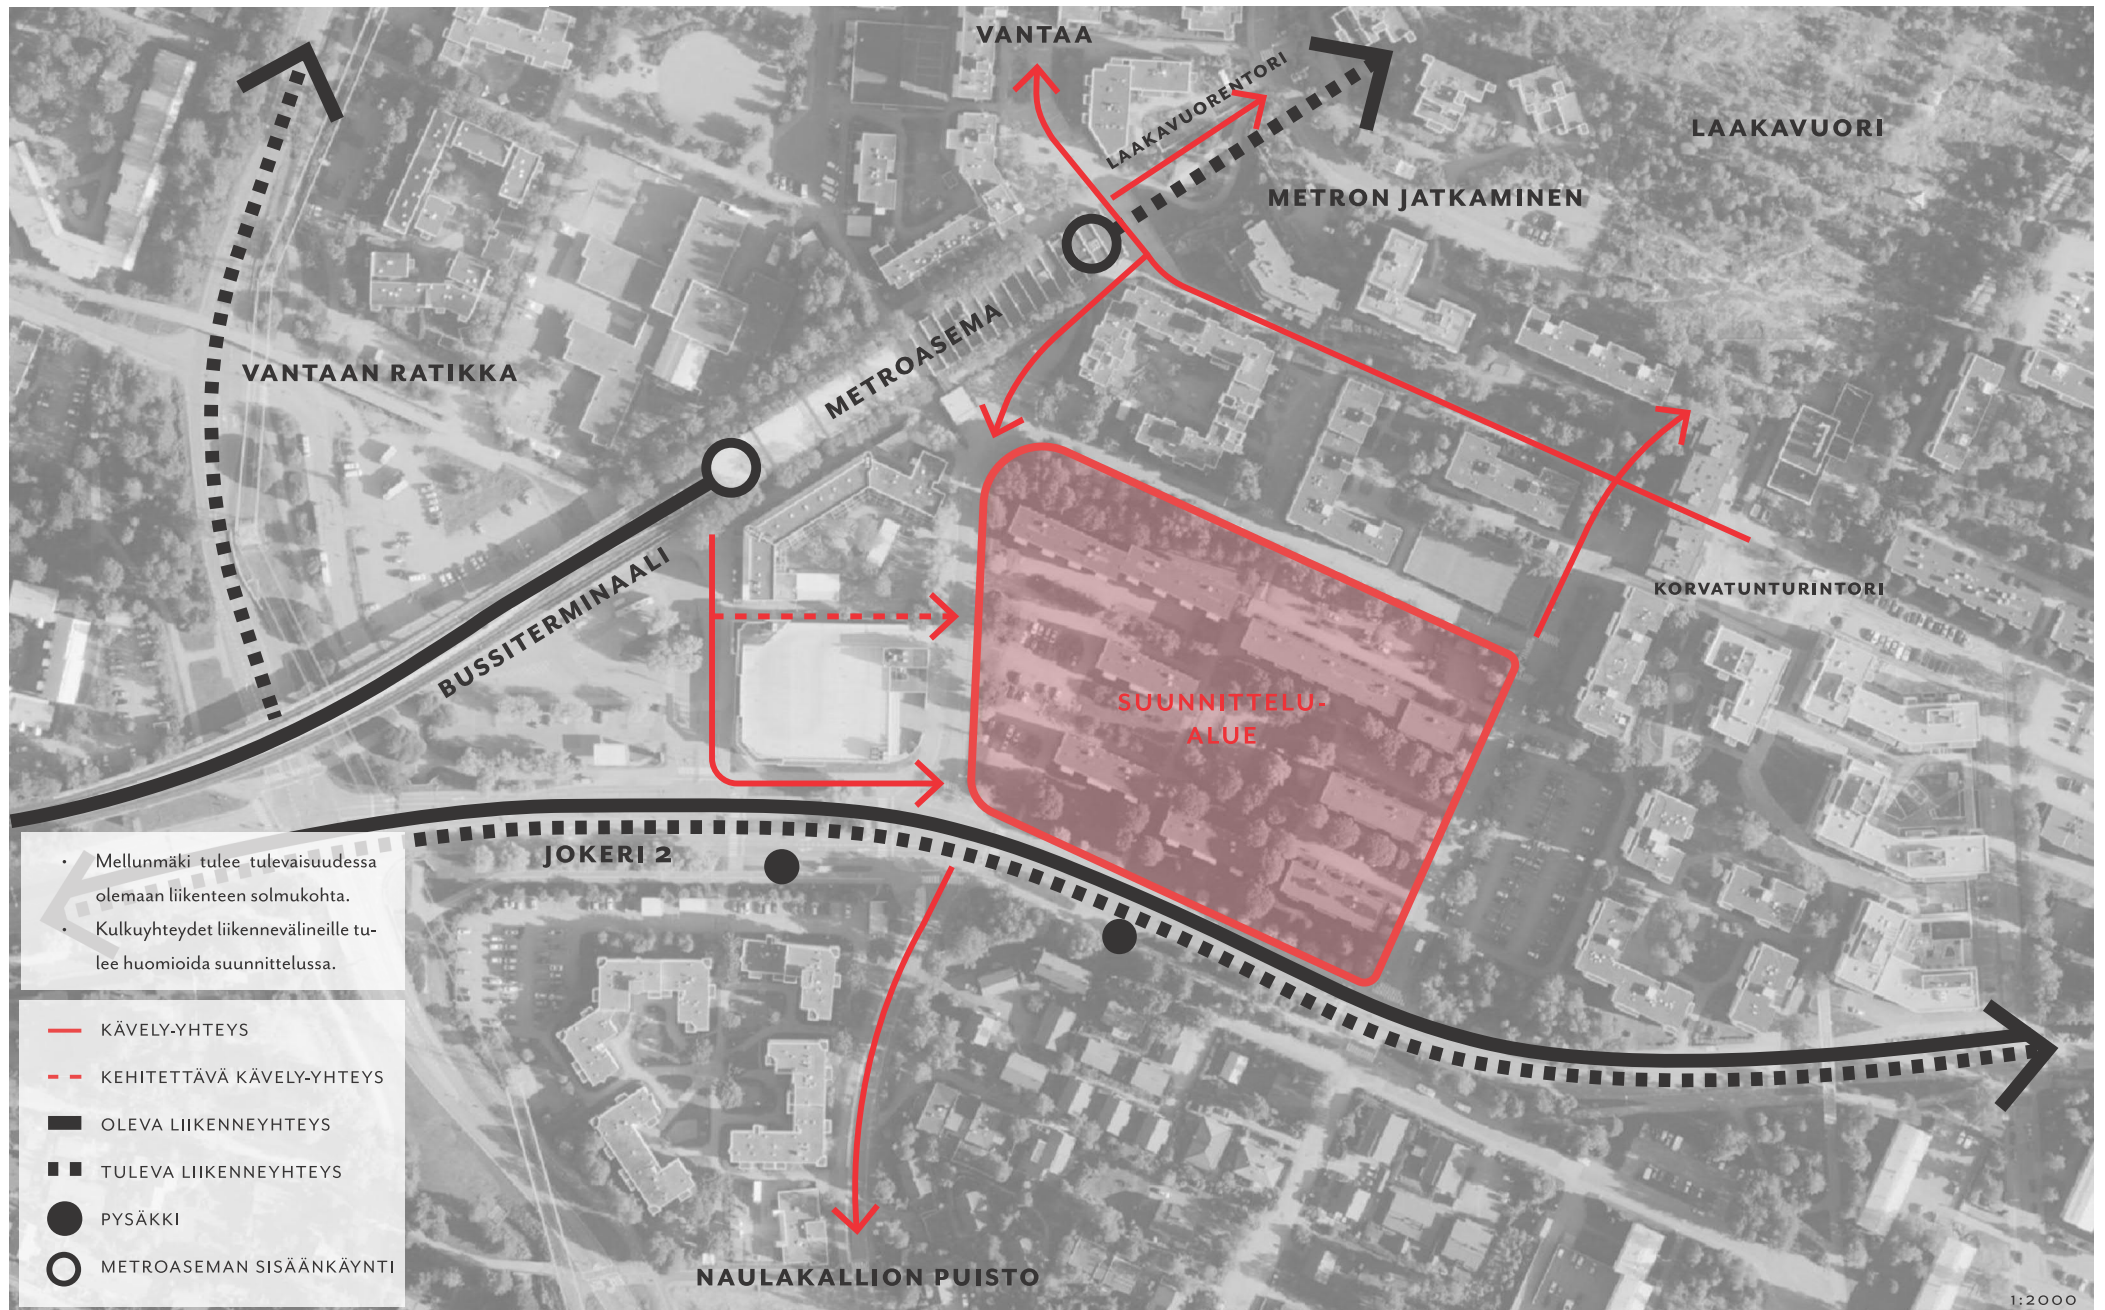 VANTAA
LAAKAVUORENTORI
LAAKAVUORI
METRON JATKAMINEN
METROASEMA
VANTAAN RATIKKA
BUSSITERMINAALI
KORVATUNTURINTORI
SUUNNITTELU-
ALUE
JOKERI 2
• Mellunmäki tulee tulevaisuudessa
olemaan liikenteen solmukohta.
• Kulkuyhteydet liikennevälineille tu-
lee huomioida suunnittelussa.
KÄVELY-YHTEYS
KEHITETTÄVÄ KÄVELY-YHTEYS
OLEVA LIIKENNEYHTEYS
TULEVA LIIKENNEYHTEYS
PYSÄKKI
METROASEMAN SISÄÄNKÄYNTI
NAULAKALLION PUISTO
1:2000